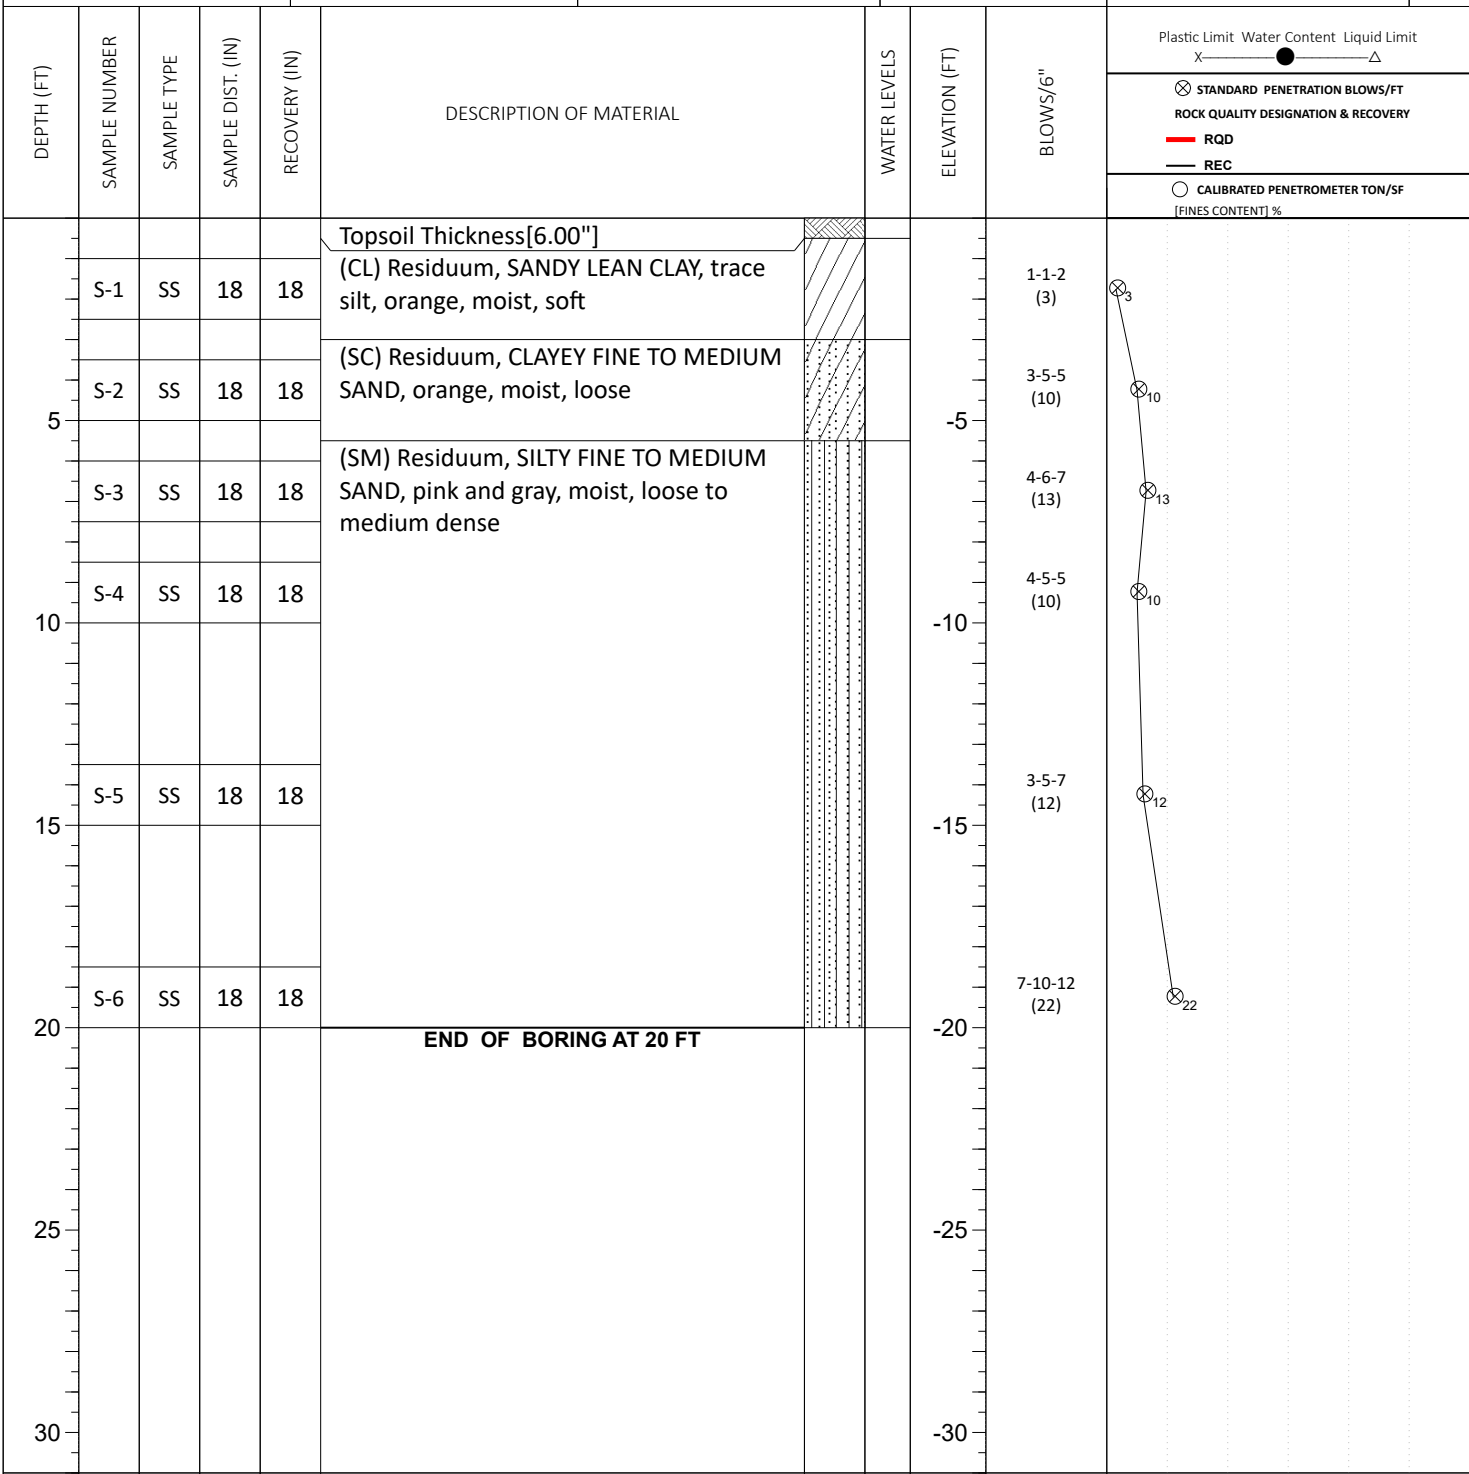 DEPTH (FT)
SAMPLE NUMBER
SAMPLE TYPE
SAMPLE DIST. (IN)
RECOVERY (IN)
DESCRIPTION OF MATERIAL
WATER LEVELS
ELEVATION (FT)
BLOWS/6"
Plastic Limit Water Content Liquid Limit
X
STANDARD PENETRATION BLOWS/FT
ROCK QUALITY DESIGNATION & RECOVERY
RQD
REC
CALIBRATED PENETROMETER TON/SF
[FINES CONTENT] %
Topsoil Thickness[6.00"]
(CL) Residuum, SANDY LEAN CLAY, trace
silt, orange, moist, soft
S-1 SS 18 18
1-1-2
(3)
3
(SC) Residuum, CLAYEY FINE TO MEDIUM
SAND, orange, moist, loose
S-2 SS 18 18
3-5-5
(10)
10
5
-5
(SM) Residuum, SILTY FINE TO MEDIUM
SAND, pink and gray, moist, loose to
medium dense
S-3 SS 18 18
4-6-7
(13)
13
S-4 SS 18 18
4-5-5
(10)
10
10
-10
S-5 SS 18 18
3-5-7
(12)
12
15
-15
S-6 SS 18 18
7-10-12
(22)
22
20
-20
END OF BORING AT 20 FT
25
-25
30
-30